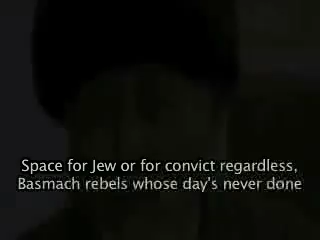 Space for Jew or for convict regardless,
Basmach rebels whose day's never done